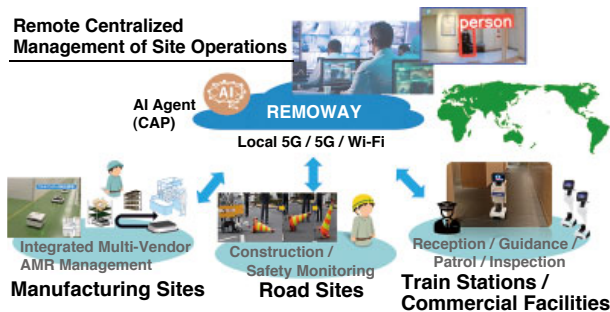 Remote Centralized
Management of Site Operations
person
AI
AI Agent
(CAP)
REMOWAY
Local 5G / 5G / Wi-Fi
Integrated Multi-Vendor
AMR Management
Manufacturing Sites
Construction /
Safety Monitoring
Road Sites
Reception / Guidance /
Patrol / Inspection
Train Stations /
Commercial Facilities